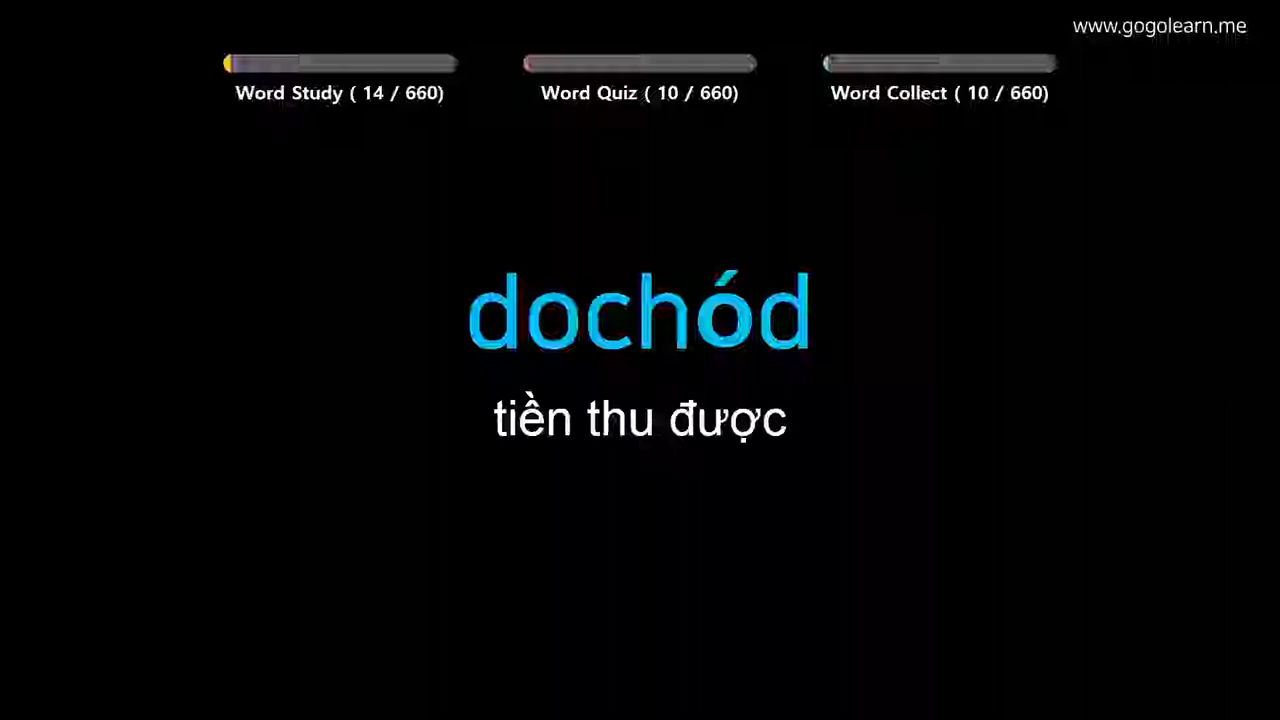 www.gogolearn.me
Word Study ( 14 / 660)
Word Quiz ( 10 / 660)
Word Collect ( 10 / 660)
dochód
tiền thu được